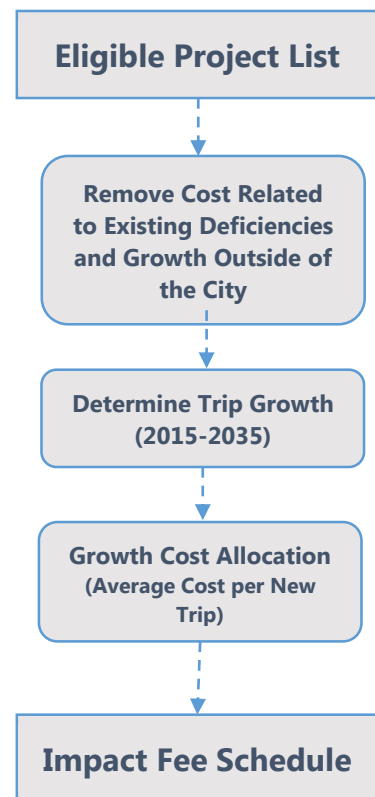 Eligible Project List
Remove Cost Related
to Existing Deficiencies
and Growth Outside of
the City
Determine Trip Growth
(2015-2035)
Growth Cost Allocation
(Average Cost per New
Trip)
Impact Fee Schedule